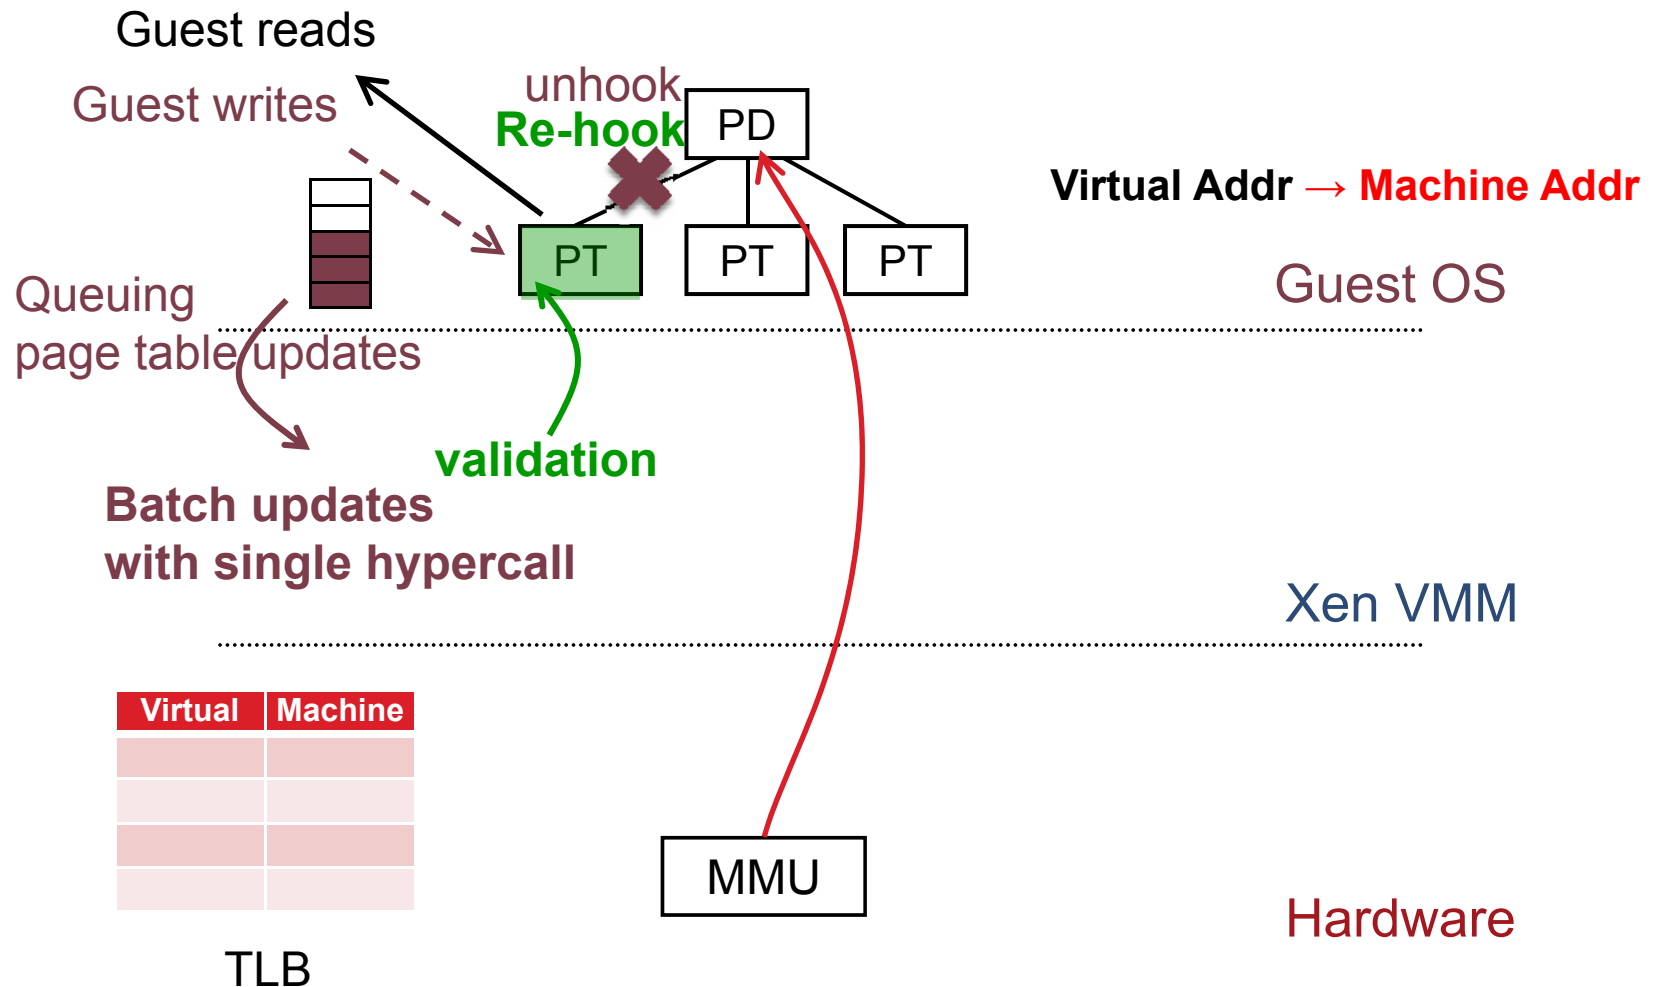 Guest reads
Guest writes
unhook
Re-hook
PD
Virtual Addr → Machine Addr
PT
PT
PT
Guest OS
Queuing
page table updates
validation
Batch updates
with single hypercall
Xen VMM
Virtual Machine
MMU
Hardware
TLB